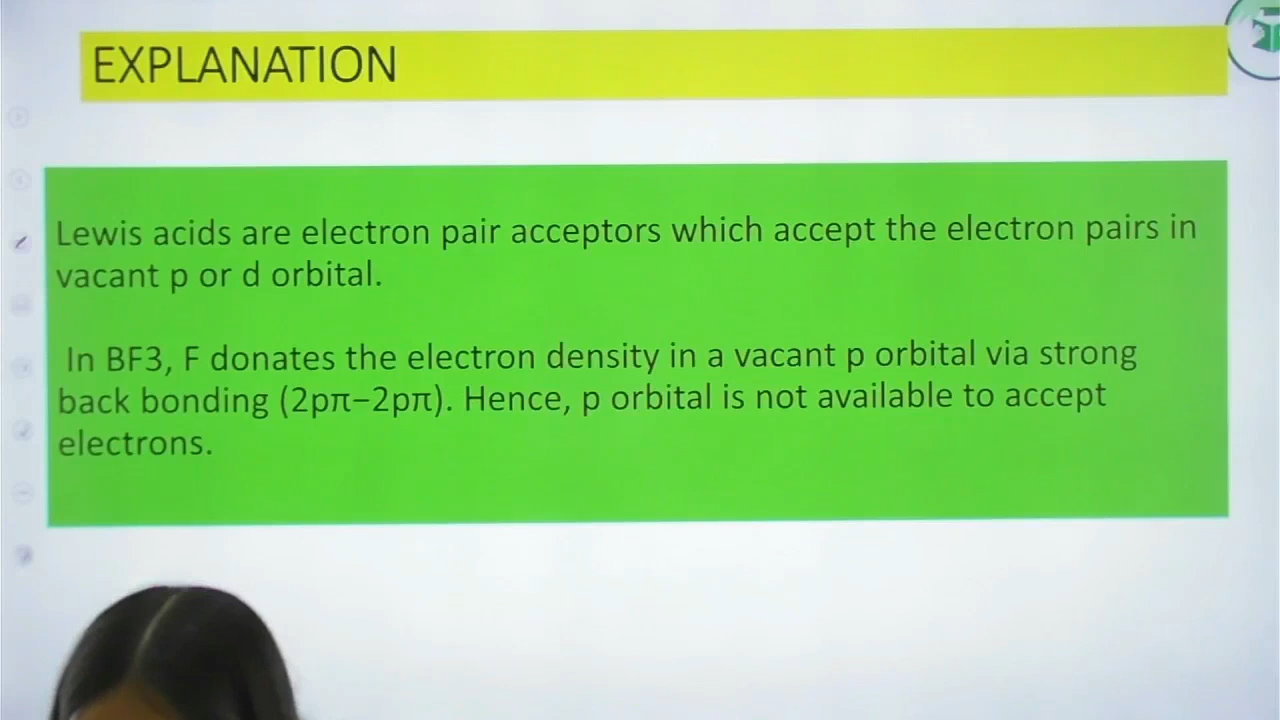 EXPLANATION
Lewis acids are electron pair acceptors which accept the electron pairs in
vacant p or d orbital.
In BF3, F donates the electron density in a vacant p orbital via strong
back bonding (2pπ−2pπ). Hence, p orbital is not available to accept
electrons.